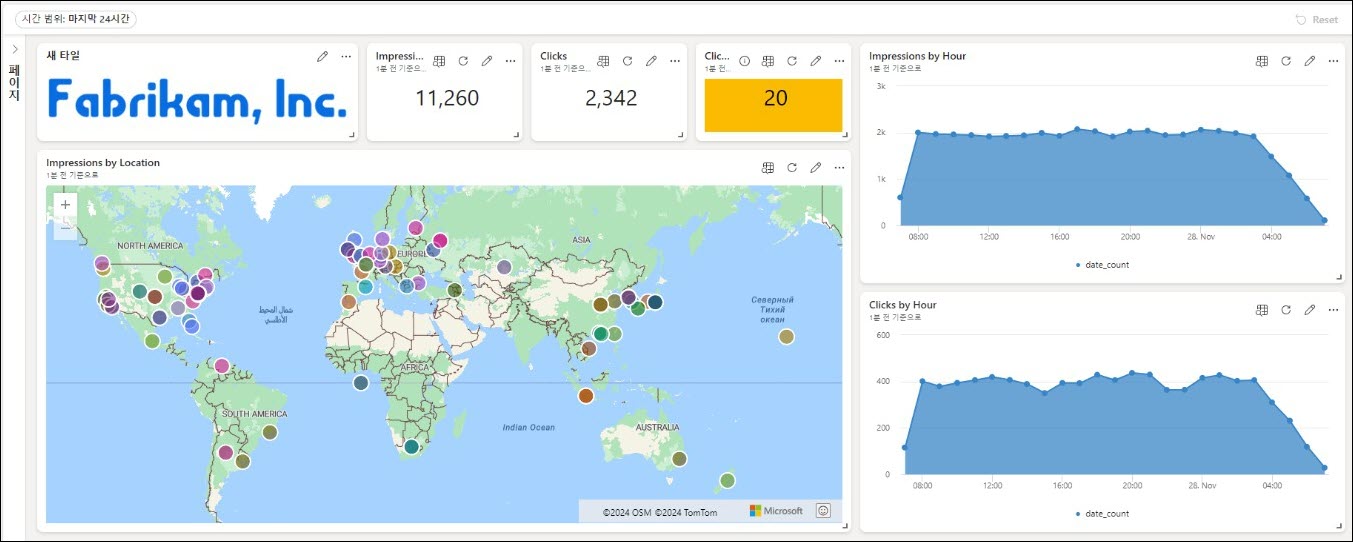 시간 범위: 마지막 24시간
Reset
페이지
새 타일
Fabrikam, Inc.
Impressi...
1분 전 기준으...
11,260
Clicks
1분 전 기준으...
2,342
Clic...
1분 전...
20
Impressions by Location
1분 전 기준으로
+
−
NORTH AMERICA
EUROPE
ASIA
شمال المحيط
الأطلسي
Северный
Тихий
океан
AFRICA
SOUTH AMERICA
Indian Ocean
AUSTRALIA
©2024 OSM ©2024 TomTom
Microsoft
Impressions by Hour
1분 전 기준으로
3k
2k
1k
0
08:00 12:00 16:00 20:00 28. Nov 04:00
date_count
Clicks by Hour
1분 전 기준으로
600
400
200
0
08:00 12:00 16:00 20:00 28. Nov 04:00
date_count